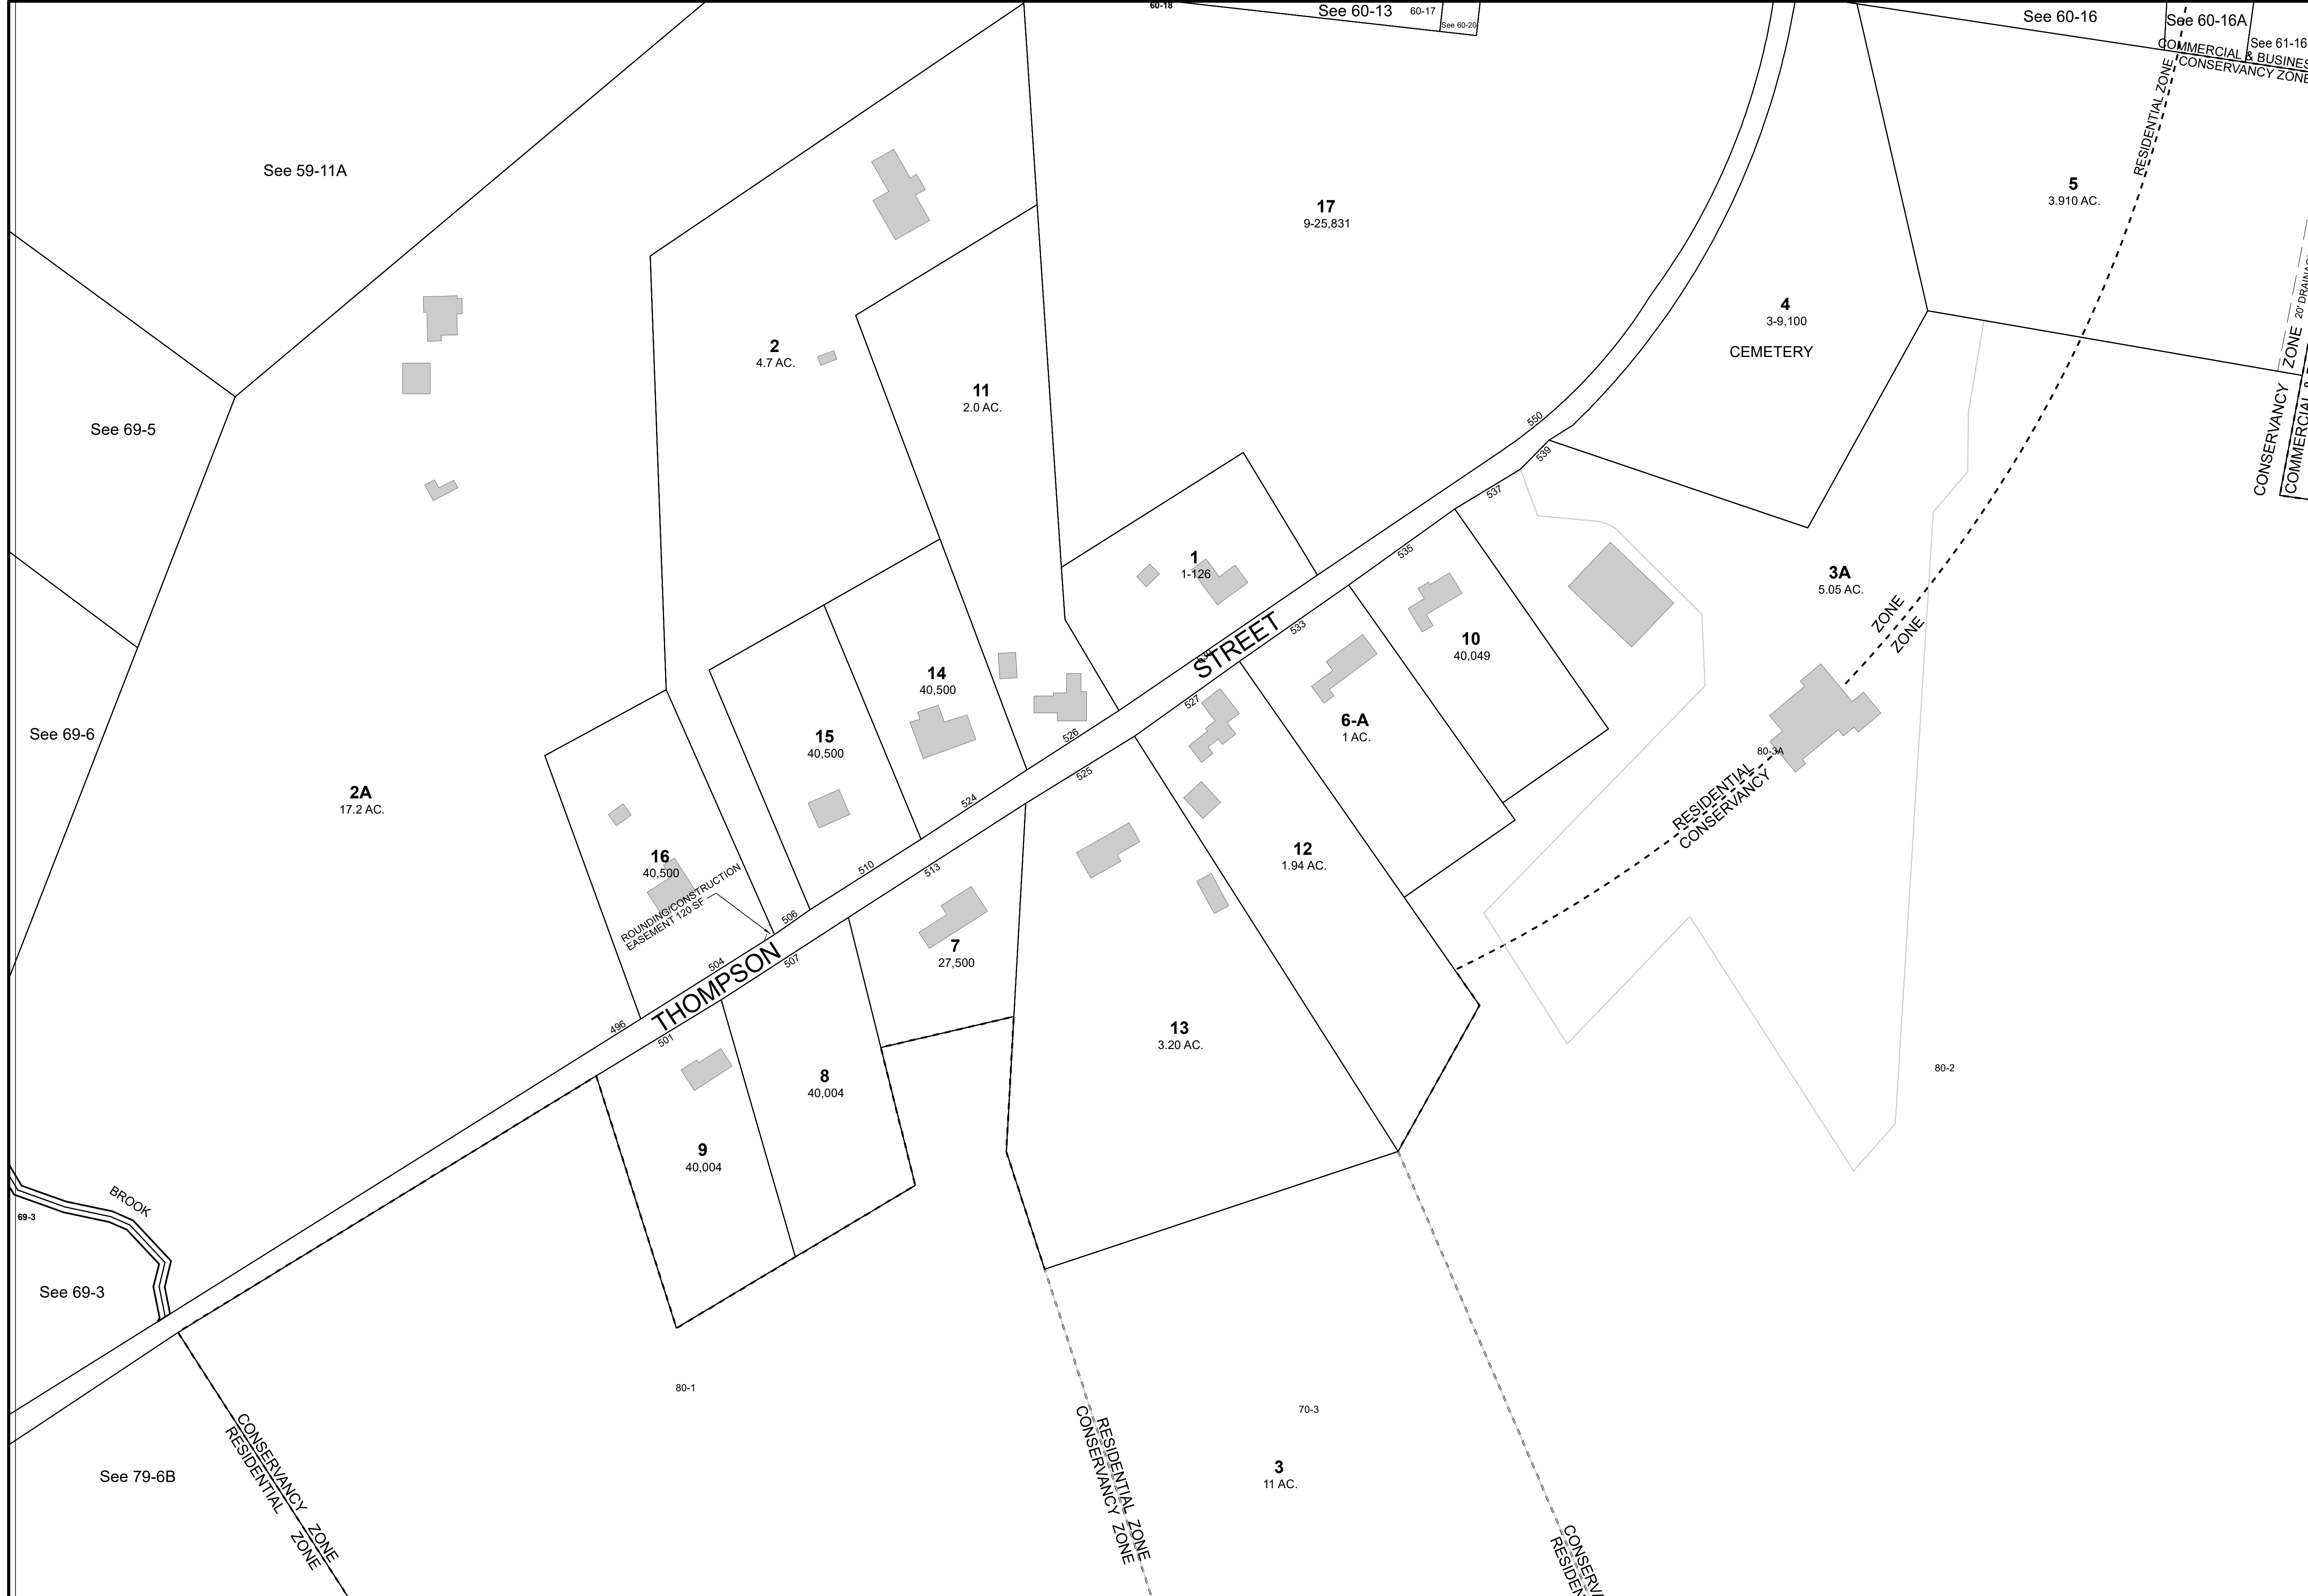 60-18
See 60-13
60-17
See 60-20
See 60-16
See 60-16A
See 61-16
COMMERCIAL & BUSINES
CONSERVANCY ZONE
RESIDENTIAL ZONE
See 59-11A
17
9-25,831
5
3.910 AC.
4
3-9,100
CEMETERY
20' DRAINAG
CONSERVANCY ZONE
COMMERCIAL &
2
4.7 AC.
11
2.0 AC.
See 69-5
550
539
537
535
533
1
1-126
3A
5.05 AC.
ZONE
ZONE
10
40,049
14
40,500
6-A
1 AC.
15
40,500
STREET
527
526
525
524
See 69-6
2A
17.2 AC.
80-3A
RESIDENTIAL
CONSERVANCY
12
1.94 AC.
16
40,500
ROUNDING/CONSTRUCTION
EASEMENT 120 SF
510
513
506
507
504
THOMPSON
496
501
7
27,500
13
3.20 AC.
8
40,004
9
40,004
80-2
BROOK
69-3
See 69-3
80-1
70-3
3
11 AC.
See 79-6B
CONSERVANCY ZONE
RESIDENTIAL ZONE
RESIDENTIAL ZONE
CONSERVANCY ZONE
CONSERVA
RESIDEN